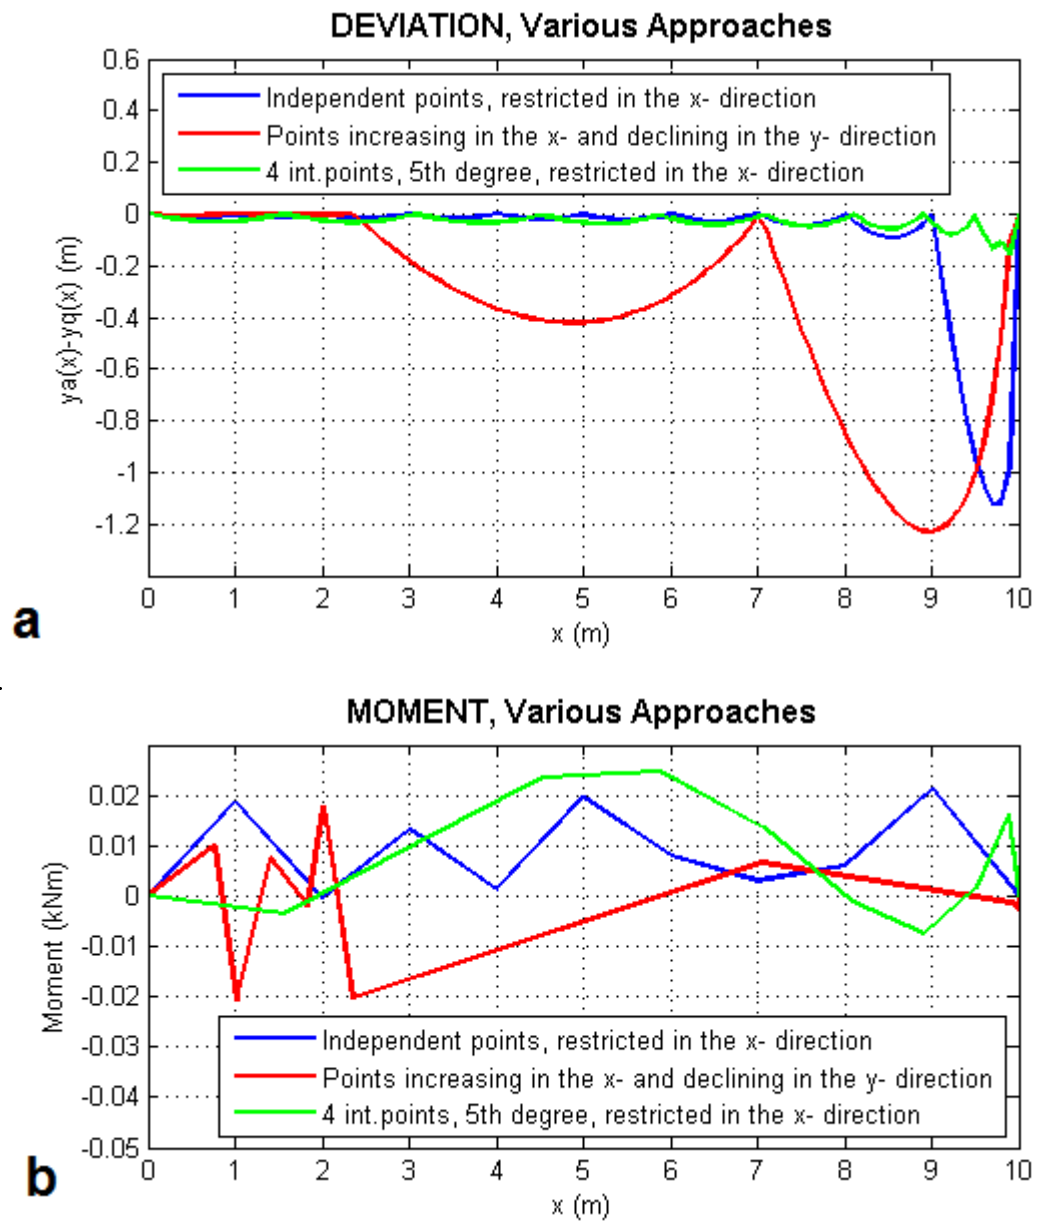 DEVIATION, Various Approaches
0.6
0.4
0.2
0
-0.2
-0.4
-0.6
-0.8
-1
-1.2
ya(x)-yq(x) (m)
Independent points, restricted in the x- direction
Points increasing in the x- and declining in the y- direction
4 int.points, 5th degree, restricted in the x- direction
0 1 2 3 4 5 6 7 8 9 10
x (m)
a
MOMENT, Various Approaches
0.02
0.01
0
-0.01
-0.02
-0.03
-0.04
-0.05
Moment (kNm)
Independent points, restricted in the x- direction
Points increasing in the x- and declining in the y- direction
4 int.points, 5th degree, restricted in the x- direction
0 1 2 3 4 5 6 7 8 9 10
x (m)
b